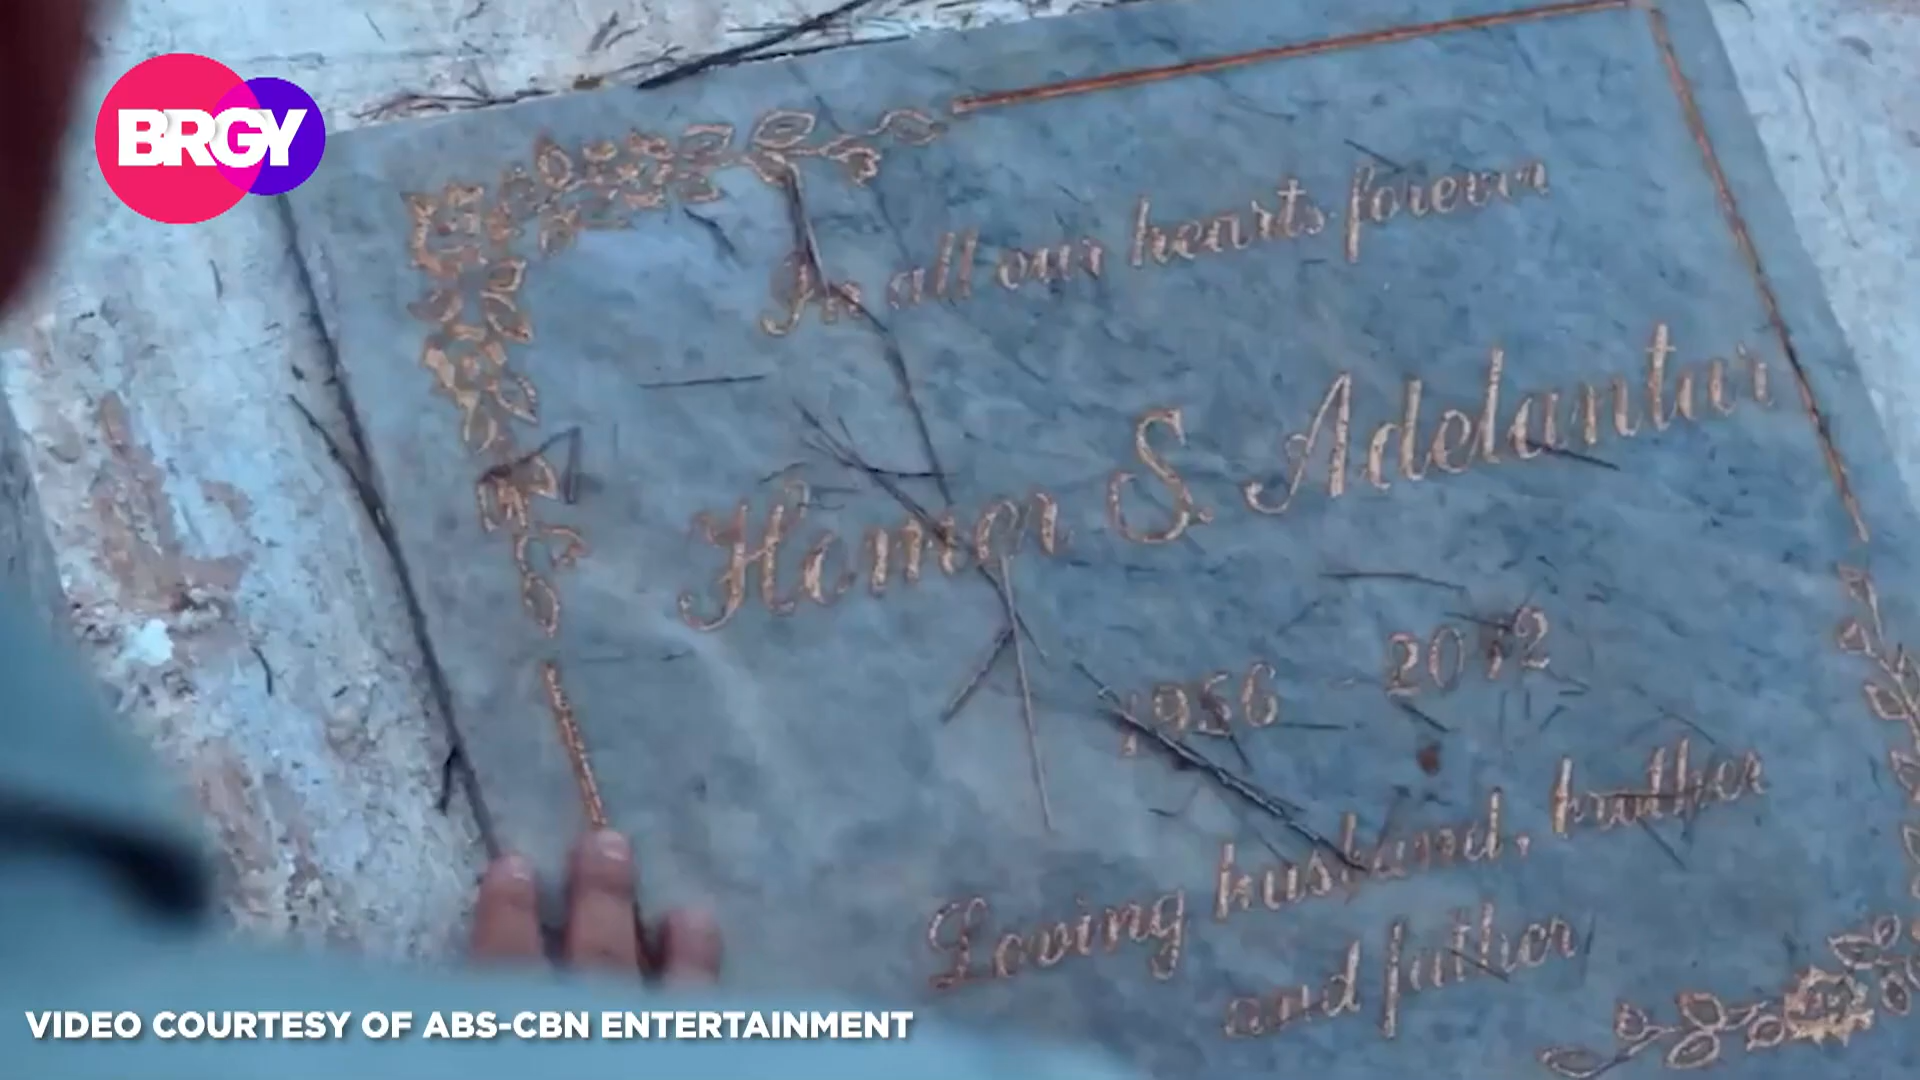 BRGY
In all our hearts forever
Homer S. Adelantar
1956 - 2012
Loving husband, brother
and father
VIDEO COURTESY OF ABS-CBN ENTERTAINMENT